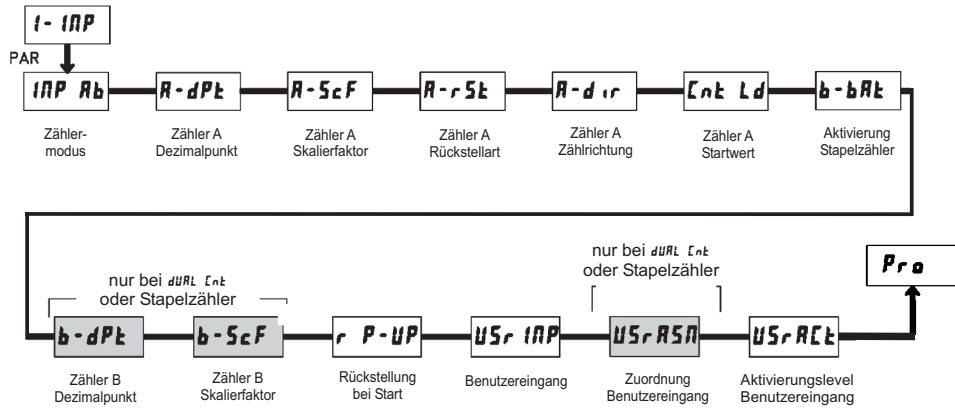 1- INP
PAR
INP Ab
A-dPt
A-ScF
A-rSt
A-dir
Cnt Ld
b-bAt
Zähler-
modus
Zähler A
Dezimalpunkt
Zähler A
Skalierfaktor
Zähler A
Rückstellart
Zähler A
Zählrichtung
Zähler A
Startwert
Aktivierung
Stapelzähler
nur bei dUAL Cnt
oder Stapelzähler
nur bei dUAL Cnt
oder Stapelzähler
Pro
b-dPt
b-ScF
r P-UP
USr INP
USrASN
USrACt
Zähler B
Dezimalpunkt
Zähler B
Skalierfaktor
Rückstellung
bei Start
Benutzereingang
Zuordnung
Benutzereingang
Aktivierungslevel
Benutzereingang